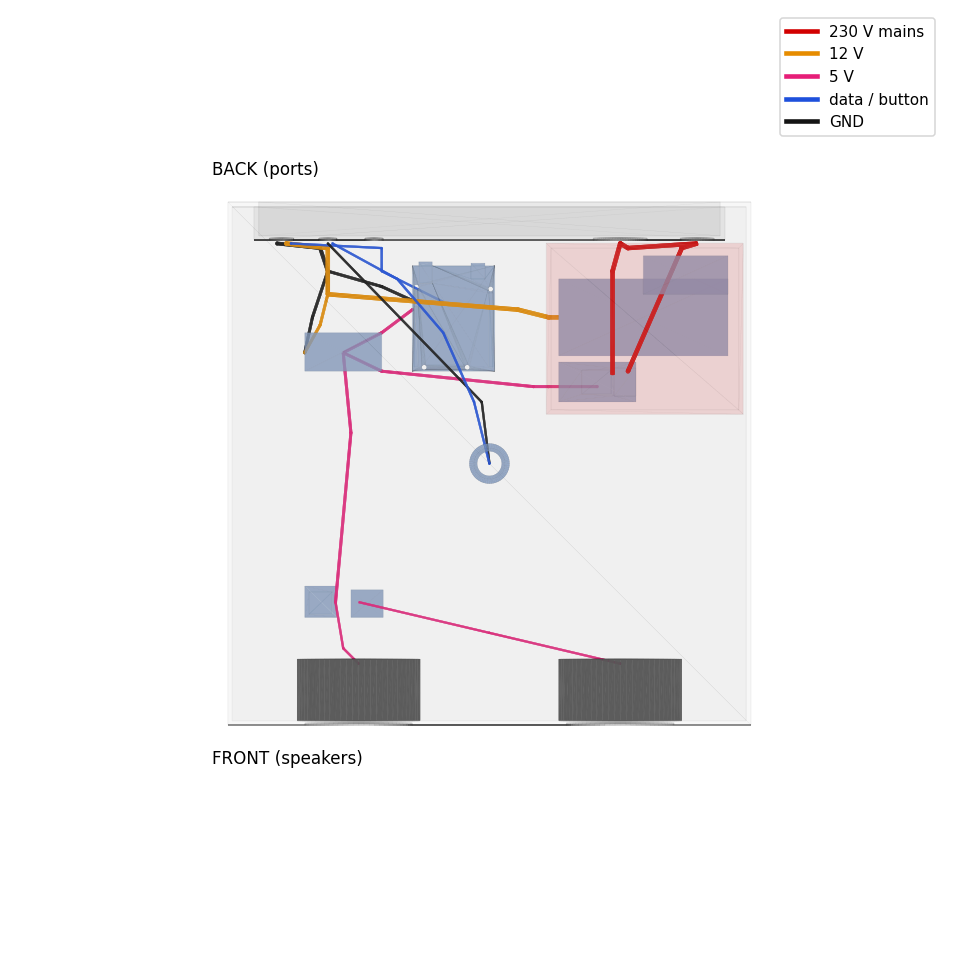 230 V mains
12 V
5 V
data / button
GND
BACK (ports)
FRONT (speakers)